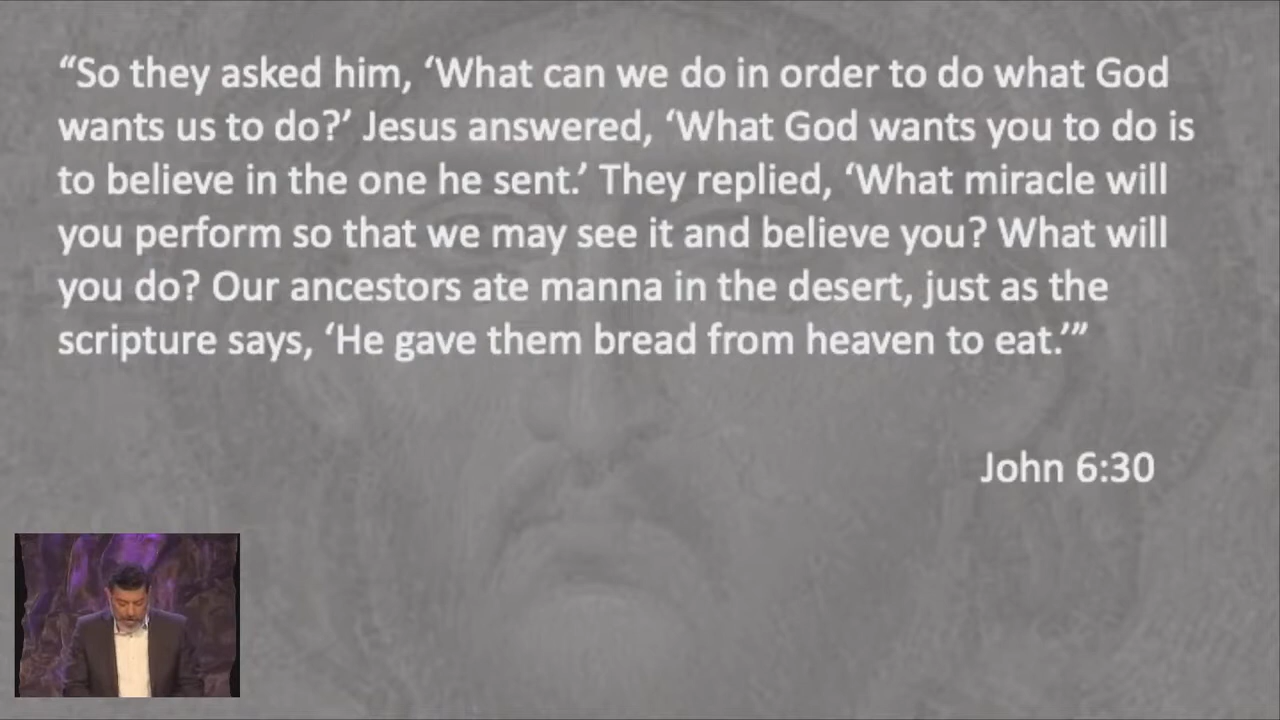 “So they asked him, ‘What can we do in order to do what God
wants us to do?’ Jesus answered, ‘What God wants you to do is
to believe in the one he sent.’ They replied, ‘What miracle will
you perform so that we may see it and believe you? What will
you do? Our ancestors ate manna in the desert, just as the
scripture says, ‘He gave them bread from heaven to eat.’”
John 6:30